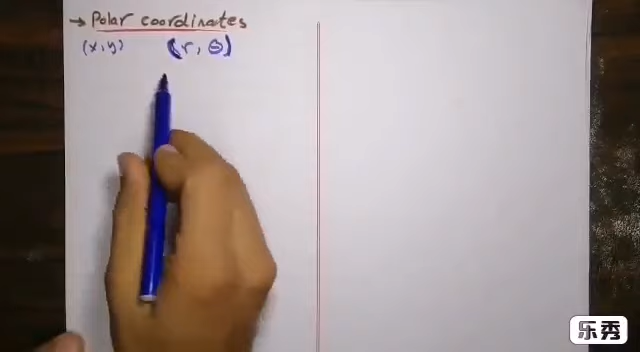 → Polar coordinates
(x,y) (r, θ)
乐秀